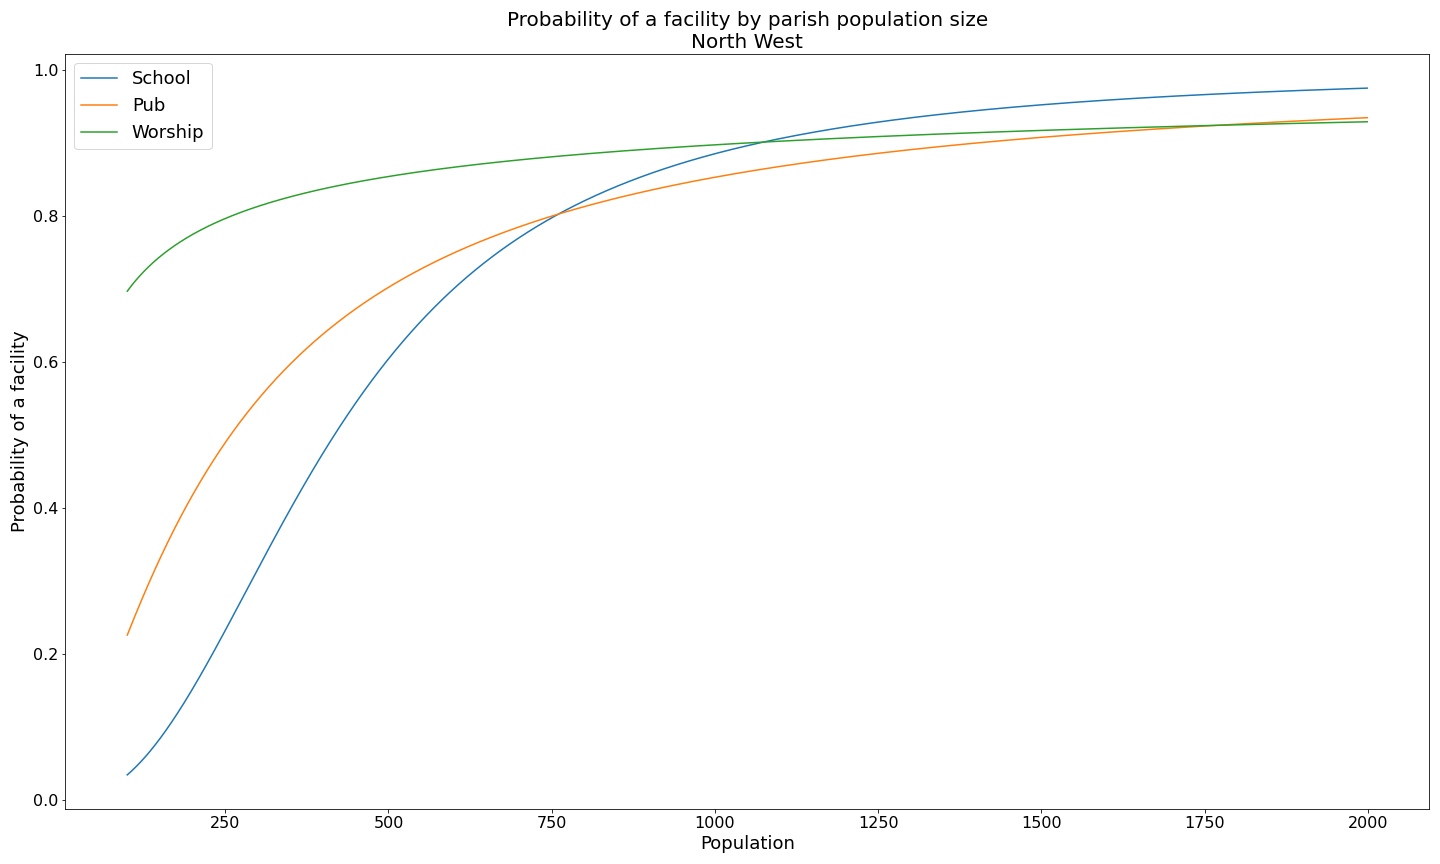 Probability of a facility by parish population size
North West
School
Pub
Worship
Probability of a facility
1.0
0.8
0.6
0.4
0.2
0.0
250 500 750 1000 1250 1500 1750 2000
Population